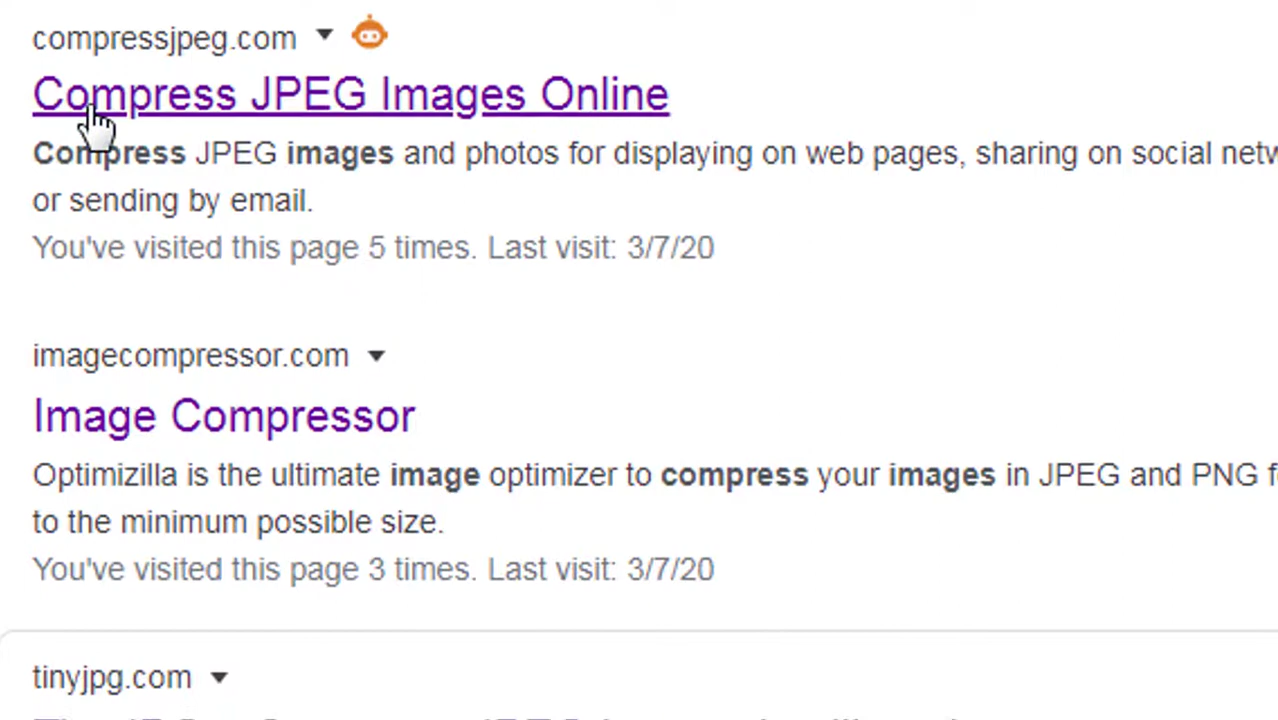 compressjpeg.com
Compress JPEG Images Online
Compress JPEG images and photos for displaying on web pages, sharing on social
or sending by email.
You've visited this page 5 times. Last visit: 3/7/20
imagecompressor.com
Image Compressor
Optimizilla is the ultimate image optimizer to compress your images in JPEG and PNG
to the minimum possible size.
You've visited this page 3 times. Last visit: 3/7/20
tinyjpg.com